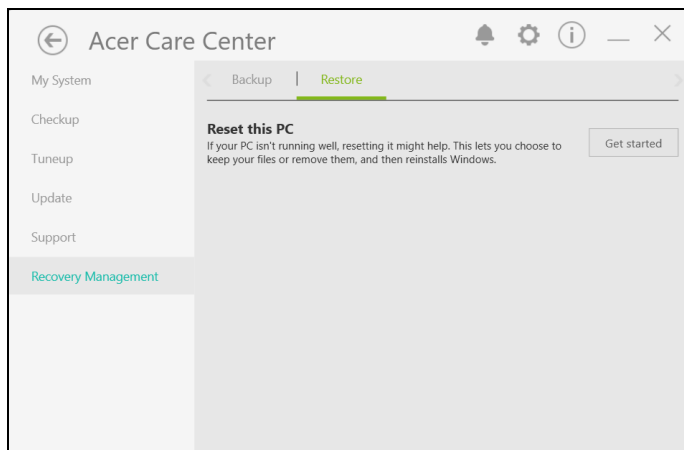 Acer Care Center
My System
Checkup
Tuneup
Update
Support
Recovery Management
Backup | Restore
Reset this PC
If your PC isn't running well, resetting it might help. This lets you choose to
keep your files or remove them, and then reinstalls Windows.
Get started